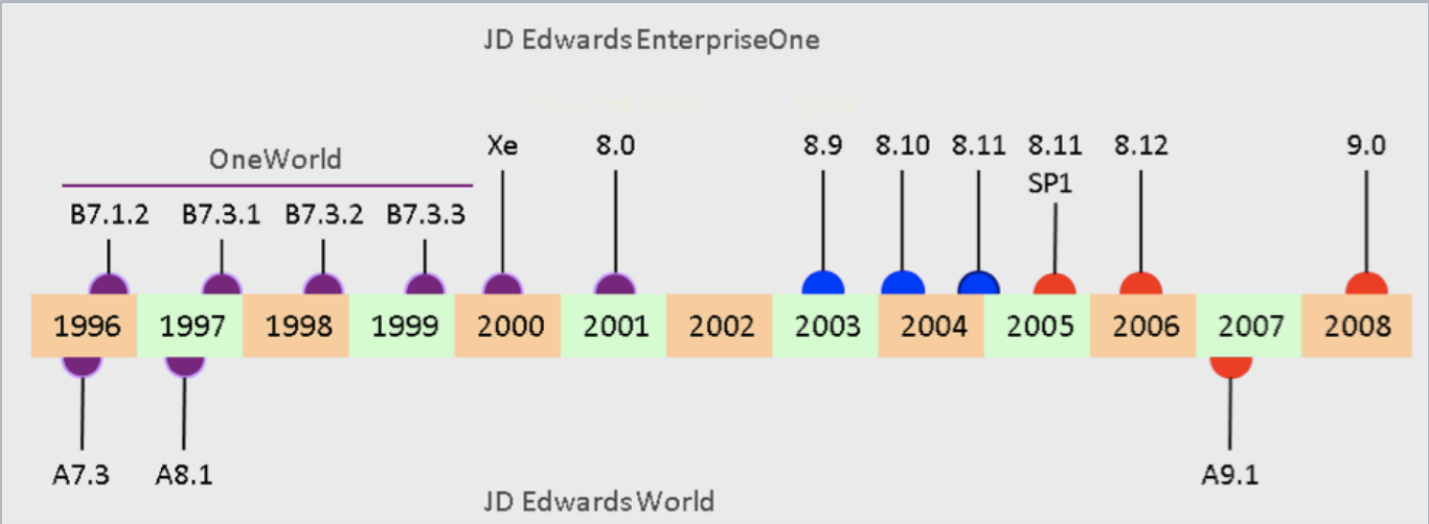 JD Edwards EnterpriseOne
OneWorld
Xe 8.0 8.9 8.10 8.11 8.11 8.12 9.0
SP1
B7.1.2 B7.3.1 B7.3.2 B7.3.3
1996 1997 1998 1999 2000 2001 2002 2003 2004 2005 2006 2007 2008
A7.3 A8.1 A9.1
JD Edwards World